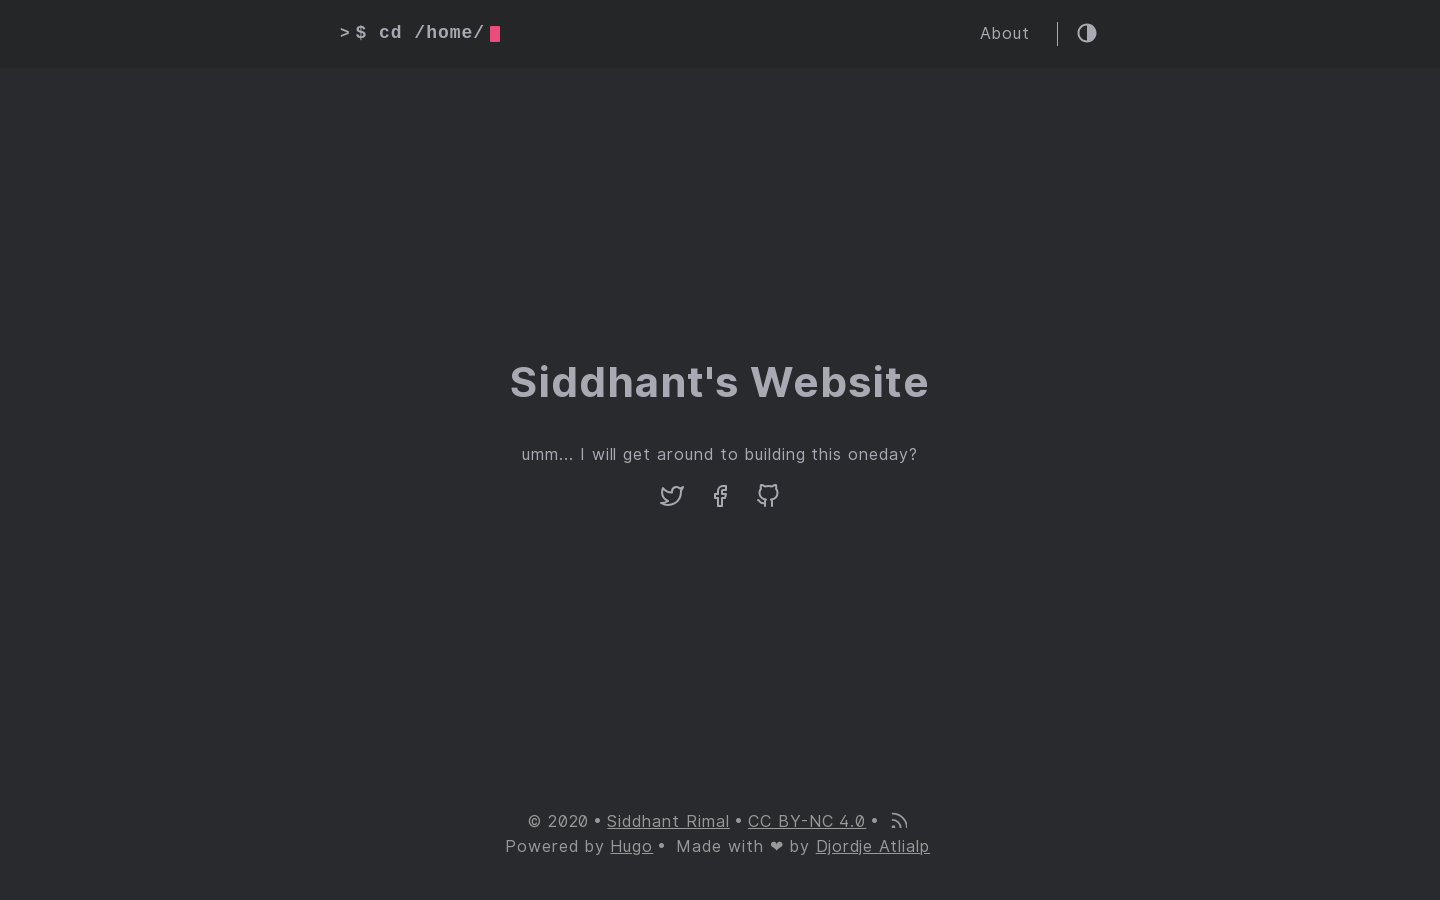 > $ cd /home/
About
Siddhant's Website
umm... I will get around to building this oneday?
© 2020 • Siddhant Rimal • CC BY-NC 4.0 •
Powered by Hugo • Made with ❤ by Djordje Atlialp